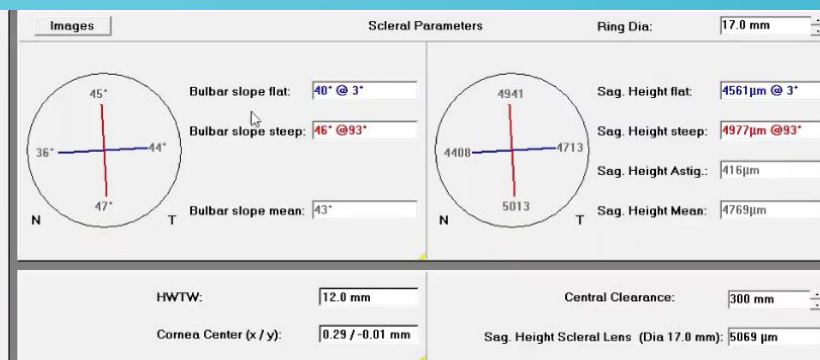 Images
Scleral Parameters
Ring Dia: 17.0 mm
45°
36° 44°
47°
N T
Bulbar slope flat: 40° @ 3°
Bulbar slope steep: 46° @93°
Bulbar slope mean: 43°
4941
4408 4713
5013
N T
Sag. Height flat: 4561µm @ 3°
Sag. Height steep: 4977µm @93°
Sag. Height Astig.: 416µm
Sag. Height Mean: 4769µm
HWTW: 12.0 mm
Cornea Center (x / y): 0.29 / -0.01 mm
Central Clearance: 300 mm
Sag. Height Scleral Lens (Dia 17.0 mm): 5069 µm